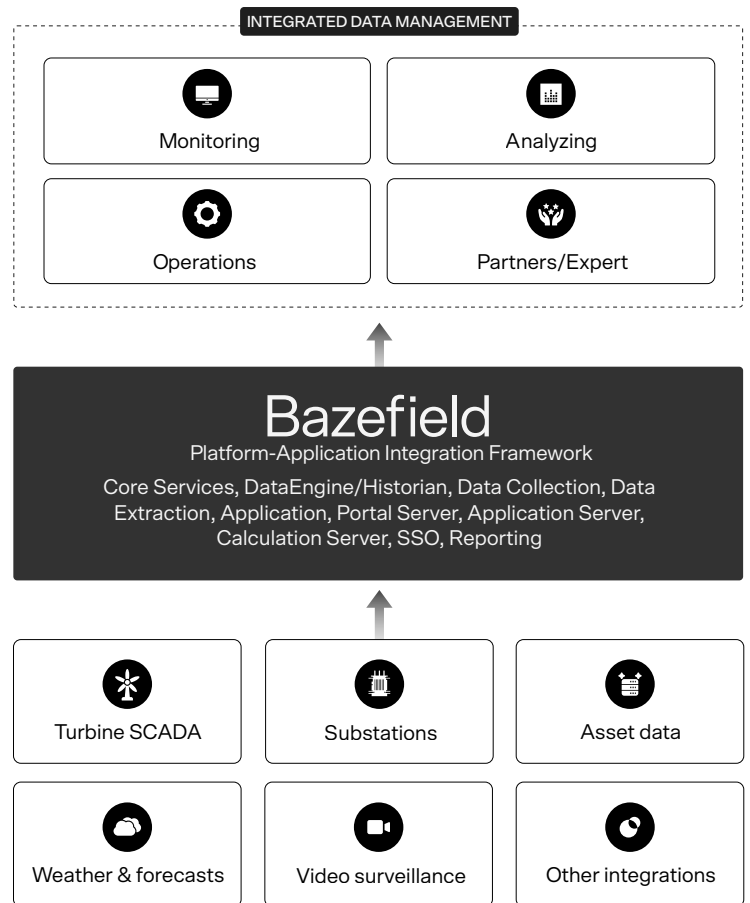 INTEGRATED DATA MANAGEMENT
Monitoring
Analyzing
Operations
Partners/Expert
Bazefield
Platform-Application Integration Framework
Core Services, DataEngine/Historian, Data Collection, Data
Extraction, Application, Portal Server, Application Server,
Calculation Server, SSO, Reporting
Turbine SCADA
Substations
Asset data
Weather & forecasts
Video surveillance
Other integrations